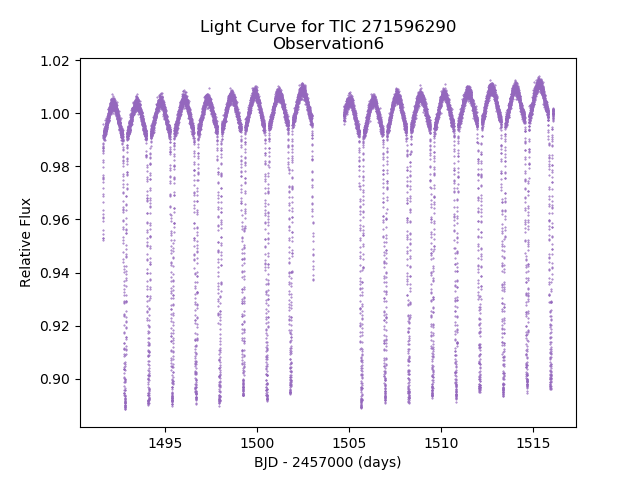 Light Curve for TIC 271596290
Observation6
1.02
1.00
0.98
0.96
0.94
0.92
0.90
Relative Flux
1495 1500 1505 1510 1515
BJD - 2457000 (days)